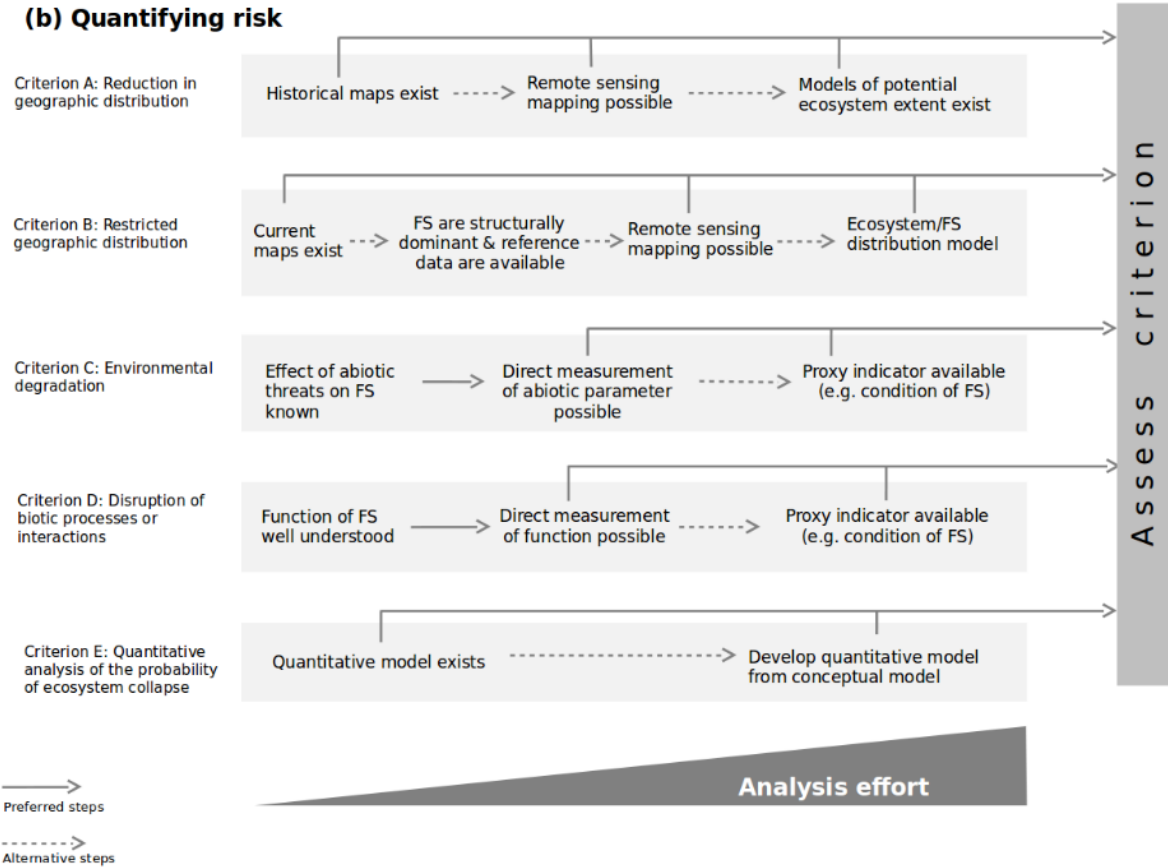 (b) Quantifying risk
Criterion A: Reduction in
geographic distribution
Historical maps exist
Remote sensing
mapping possible
Models of potential
ecosystem extent exist
Criterion B: Restricted
geographic distribution
Current
maps exist
FS are structurally
dominant & reference
data are available
Remote sensing
mapping possible
Ecosystem/FS
distribution model
Criterion C: Environmental
degradation
Effect of abiotic
threats on FS
known
Direct measurement
of abiotic parameter
possible
Proxy indicator available
(e.g. condition of FS)
Criterion D: Disruption of
biotic processes or
interactions
Function of FS
well understood
Direct measurement
of function possible
Proxy indicator available
(e.g. condition of FS)
Criterion E: Quantitative
analysis of the probability
of ecosystem collapse
Quantitative model exists
Develop quantitative model
from conceptual model
Assess criterion
Analysis effort
Preferred steps
Alternative steps